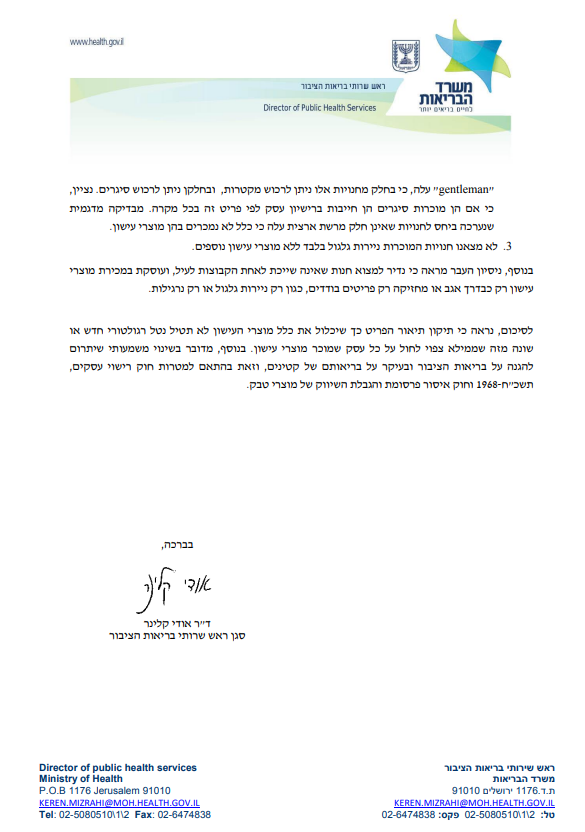 www.health.gov.il
משרד
הבריאות
לחיים בריאים יותר
ראש שרותי בריאות הציבור
Director of Public Health Services
"gentleman" עלה, כי בחלק מחנויות אלו ניתן לרכוש מקטרות, ובחלקן ניתן לרכוש סיגרים. נציין,
כי אם הן מוכרות סיגרים הן חייבות ברישיון עסק לפי פריט זה בכל מקרה. מבדיקה מדגמית
שנערכה ביחס לחנויות שאינן חלק מרשת ארצית עלה כי כלל לא נמכרים בהן מוצרי עישון.
3. לא מצאנו חנויות המוכרות ניירות גלגול בלבד ללא מוצרי עישון נוספים.
בנוסף, ניסיון העבר מראה כי נדיר למצוא חנות שאינה שייכת לאחת הקבוצות לעיל, ועוסקת במכירת מוצרי
עישון רק כבדרך אגב או מחזיקה רק פריטים בודדים, כגון רק ניירות גלגול או רק נרגילות.
לסיכום, נראה כי תיקון תיאור הפריט כך שיכלול את כלל מוצרי העישון לא תטיל נטל רגולטורי חדש או
שונה מזה שממילא צפוי לחול על כל עסק שמוכר מוצרי עישון. בנוסף, מדובר בשינוי משמעותי שיתרום
להגנה על בריאות הציבור ובעיקר על בריאותם של קטינים, וזאת בהתאם למטרות חוק רישוי עסקים,
תשכ"ח-1968 וחוק איסור פרסומת והגבלת השיווק של מוצרי טבק.
בברכה,
אודי קלינר
ד"ר אודי קלינר
סגן ראש שרותי בריאות הציבור
ראש שירותי בריאות הציבור
משרד הבריאות
ת.ד.1176 ירושלים 91010
KEREN.MIZRAHI@MOH.HEALTH.GOV.IL
טל: 02-5080510\1\2 פקס: 02-6474838
Director of public health services
Ministry of Health
P.O.B 1176 Jerusalem 91010
KEREN.MIZRAHI@MOH.HEALTH.GOV.IL
Tel: 02-5080510\1\2 Fax: 02-6474838